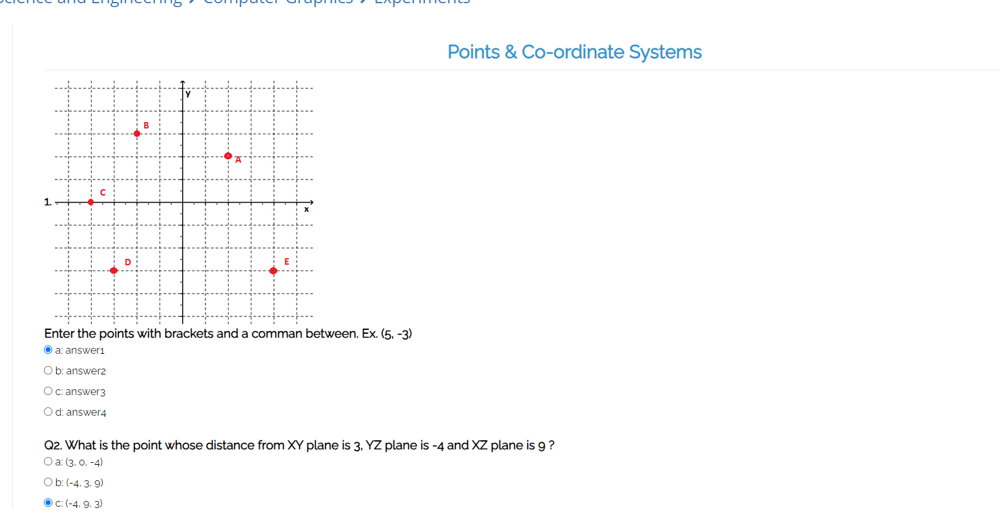 Science and Engineering > Computer Graphics > Experiments
Points & Co-ordinate Systems
y
B
A
C
1.
x
D
E
Enter the points with brackets and a comman between. Ex. (5, -3)
a: answer1
b: answer2
c: answer3
d: answer4
Q2. What is the point whose distance from XY plane is 3, YZ plane is -4 and XZ plane is 9 ?
a: (3, 0, -4)
b: (-4, 3, 9)
c: (-4, 9, 3)